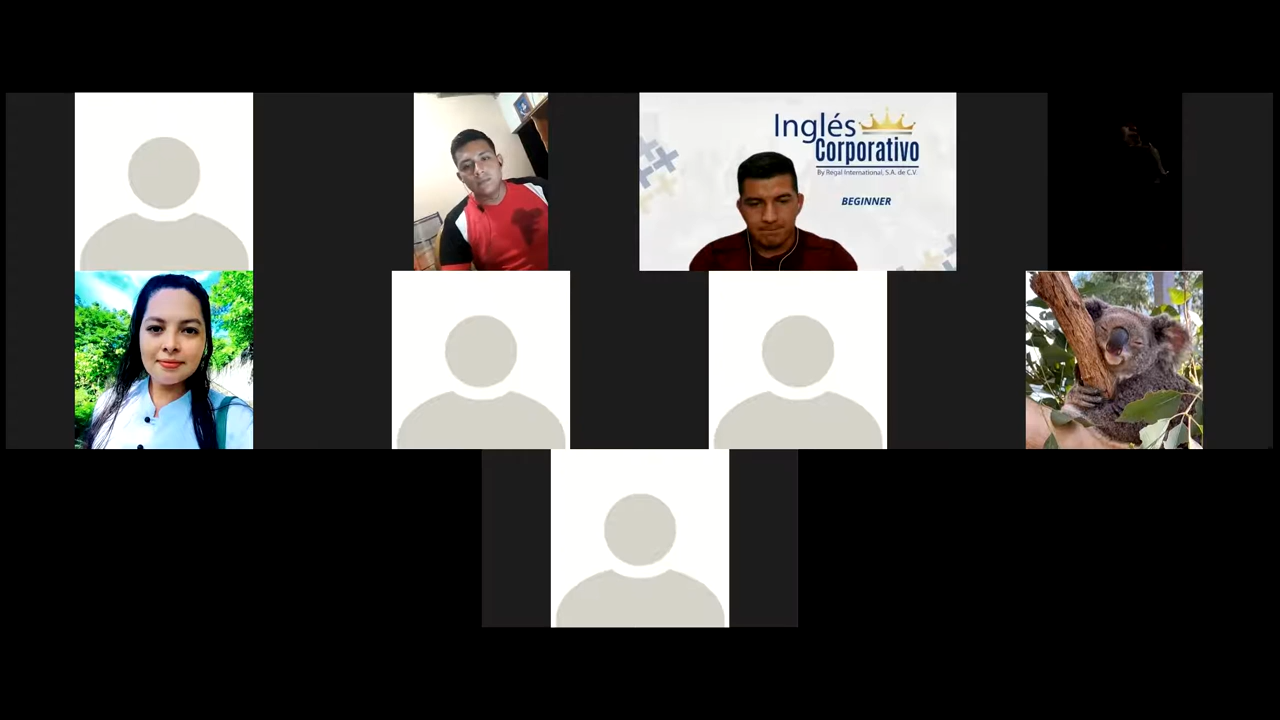 Inglés
Corporativo
By Regal International, S.A. de C.V.
BEGINNER